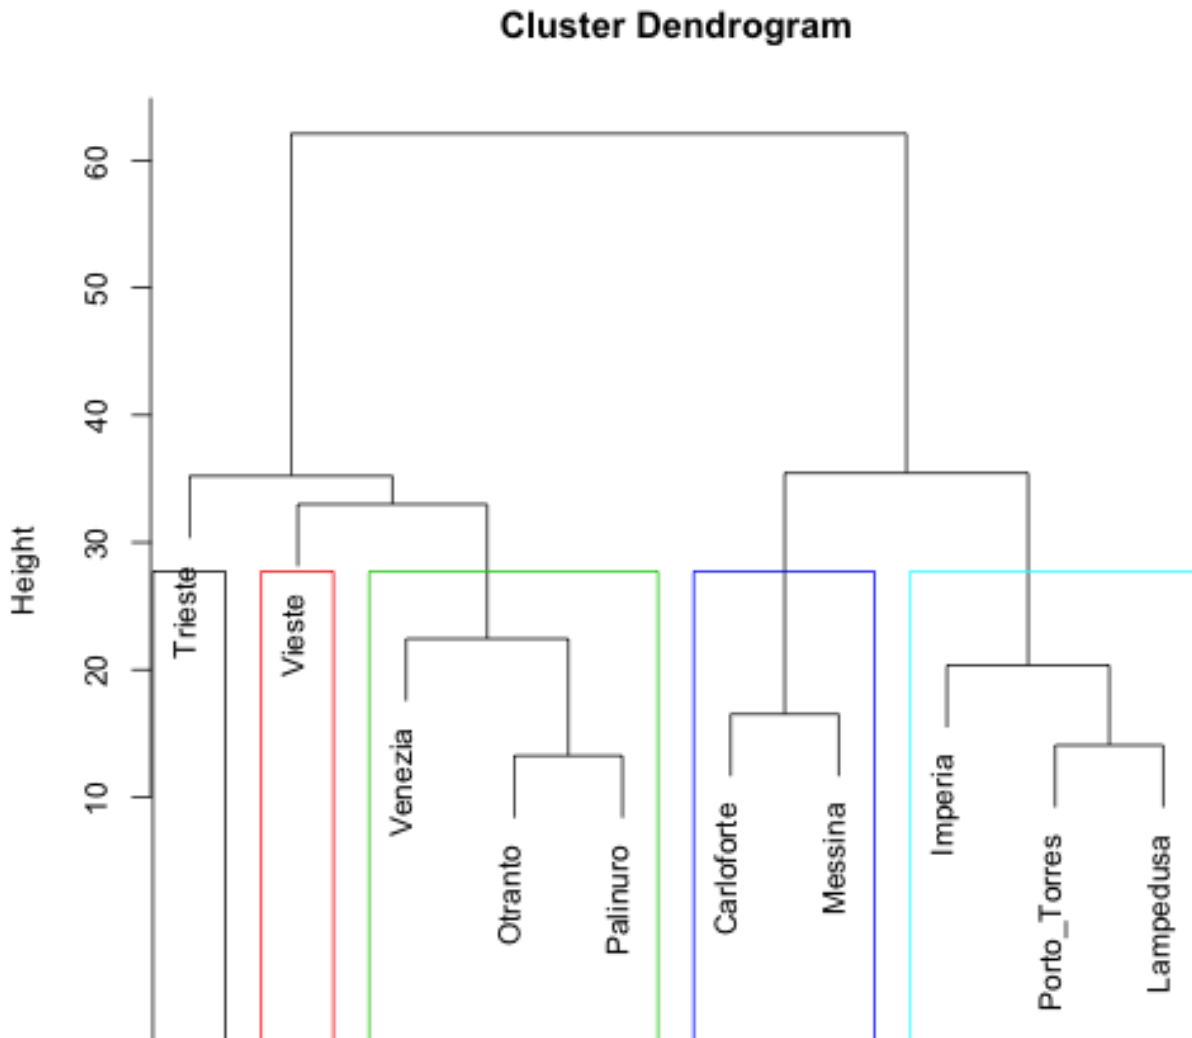 Cluster Dendrogram
Height
60
50
40
30
20
10
Trieste
Vieste
Venezia
Otranto
Palinuro
Carloforte
Messina
Imperia
Porto_Torres
Lampedusa